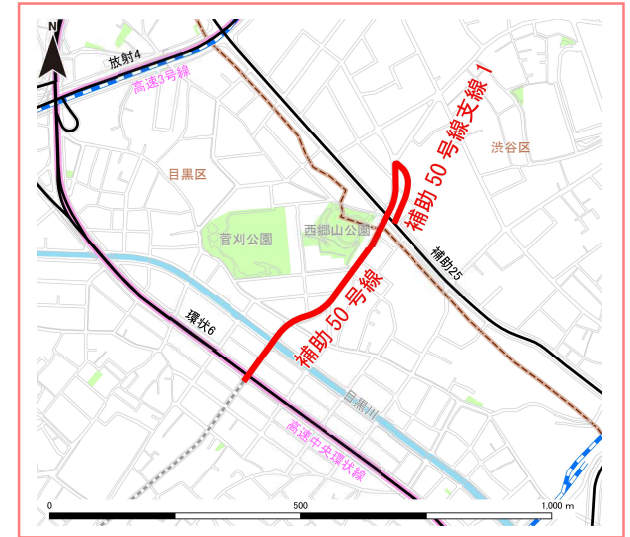 N
放射4
高速3号線
目黒区
渋谷区
補助50号線支線1
菅刈公園
西郷山公園
補助25
環状6
補助50号線
目黒川
高速中央環状線
0
500
1,000 m